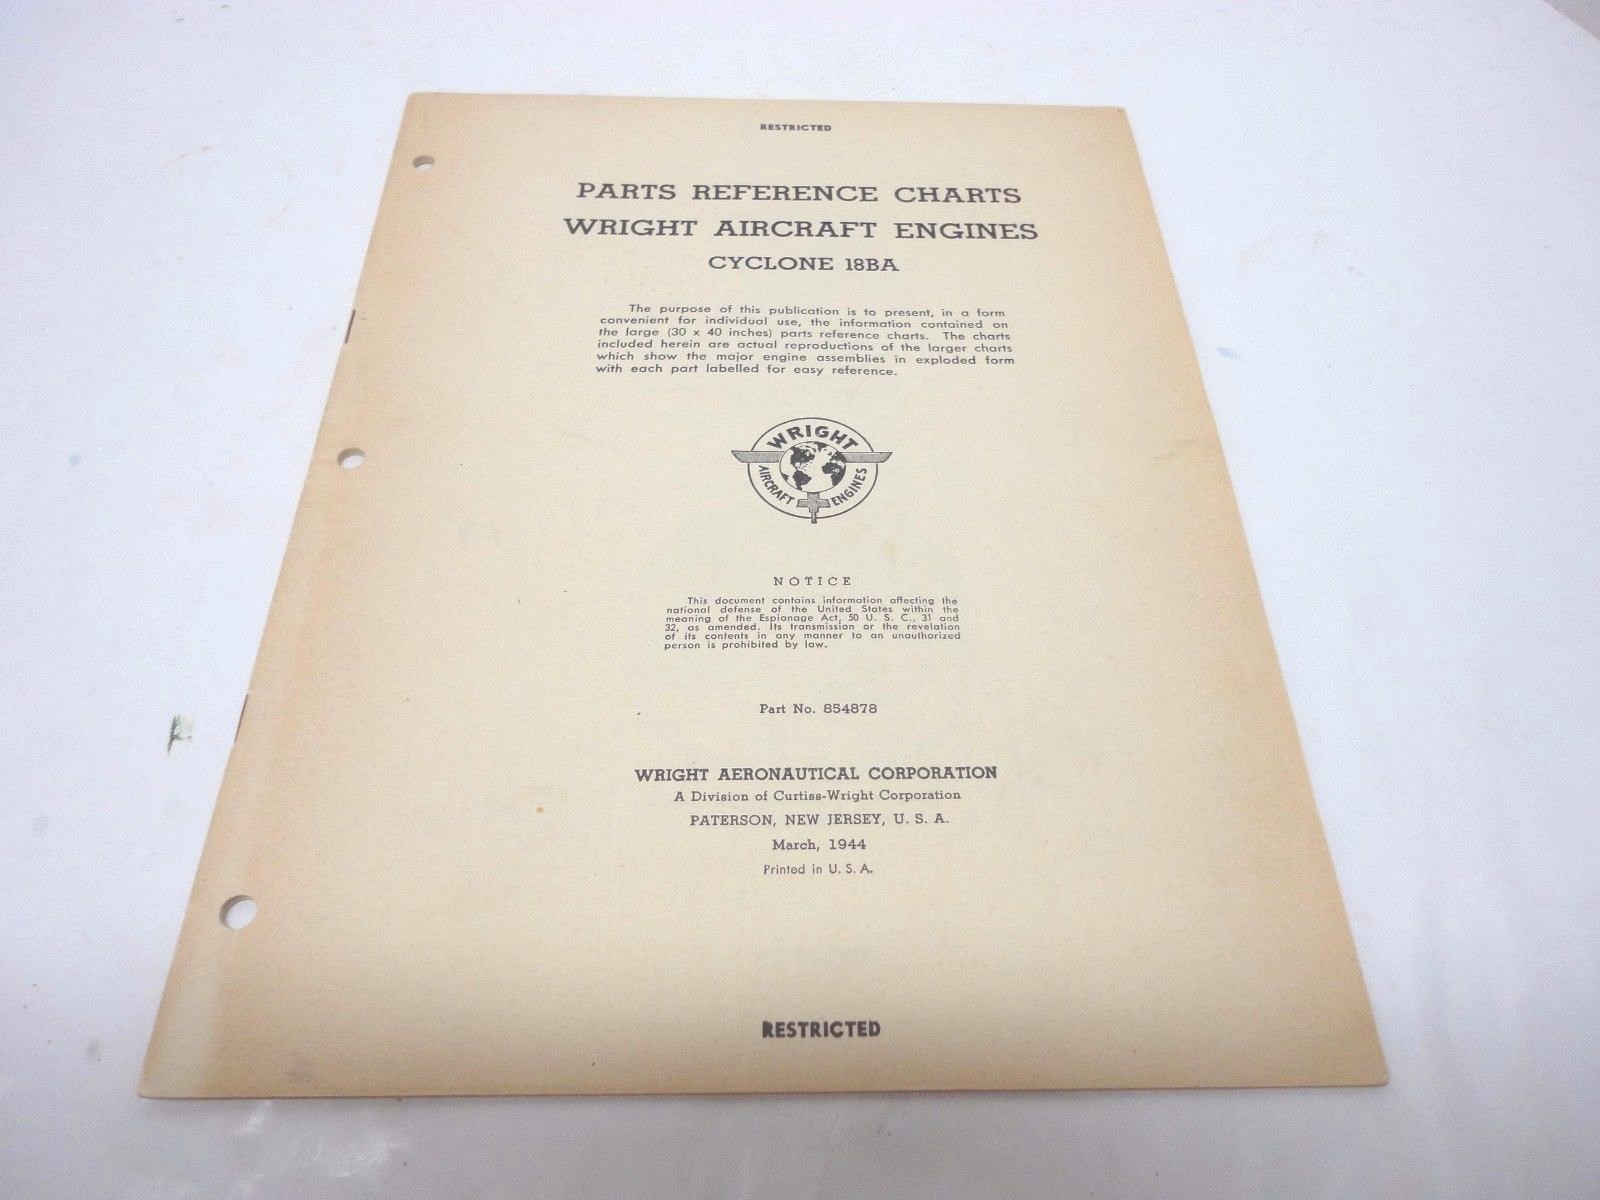 RESTRICTED
PARTS REFERENCE CHARTS
WRIGHT AIRCRAFT ENGINES
CYCLONE 18BA
The purpose of this publication is to present, in a form
convenient for individual use, the information contained on
the large (30 x 40 inches) parts reference charts. The charts
included herein are actual reproductions of the larger charts
which show the major engine assemblies in exploded form
with each part labelled for easy reference.
WRIGHT
AIRCRAFT ENGINES
NOTICE
This document contains information affecting the
national defense of the United States within the
meaning of the Espionage Act, 50 U. S. C., 31 and
32, as amended. Its transmission or the revelation
of its contents in any manner to an unauthorized
person is prohibited by law.
Part No. 854878
WRIGHT AERONAUTICAL CORPORATION
A Division of Curtiss-Wright Corporation
PATERSON, NEW JERSEY, U. S. A.
March, 1944
Printed in U. S. A.
RESTRICTED